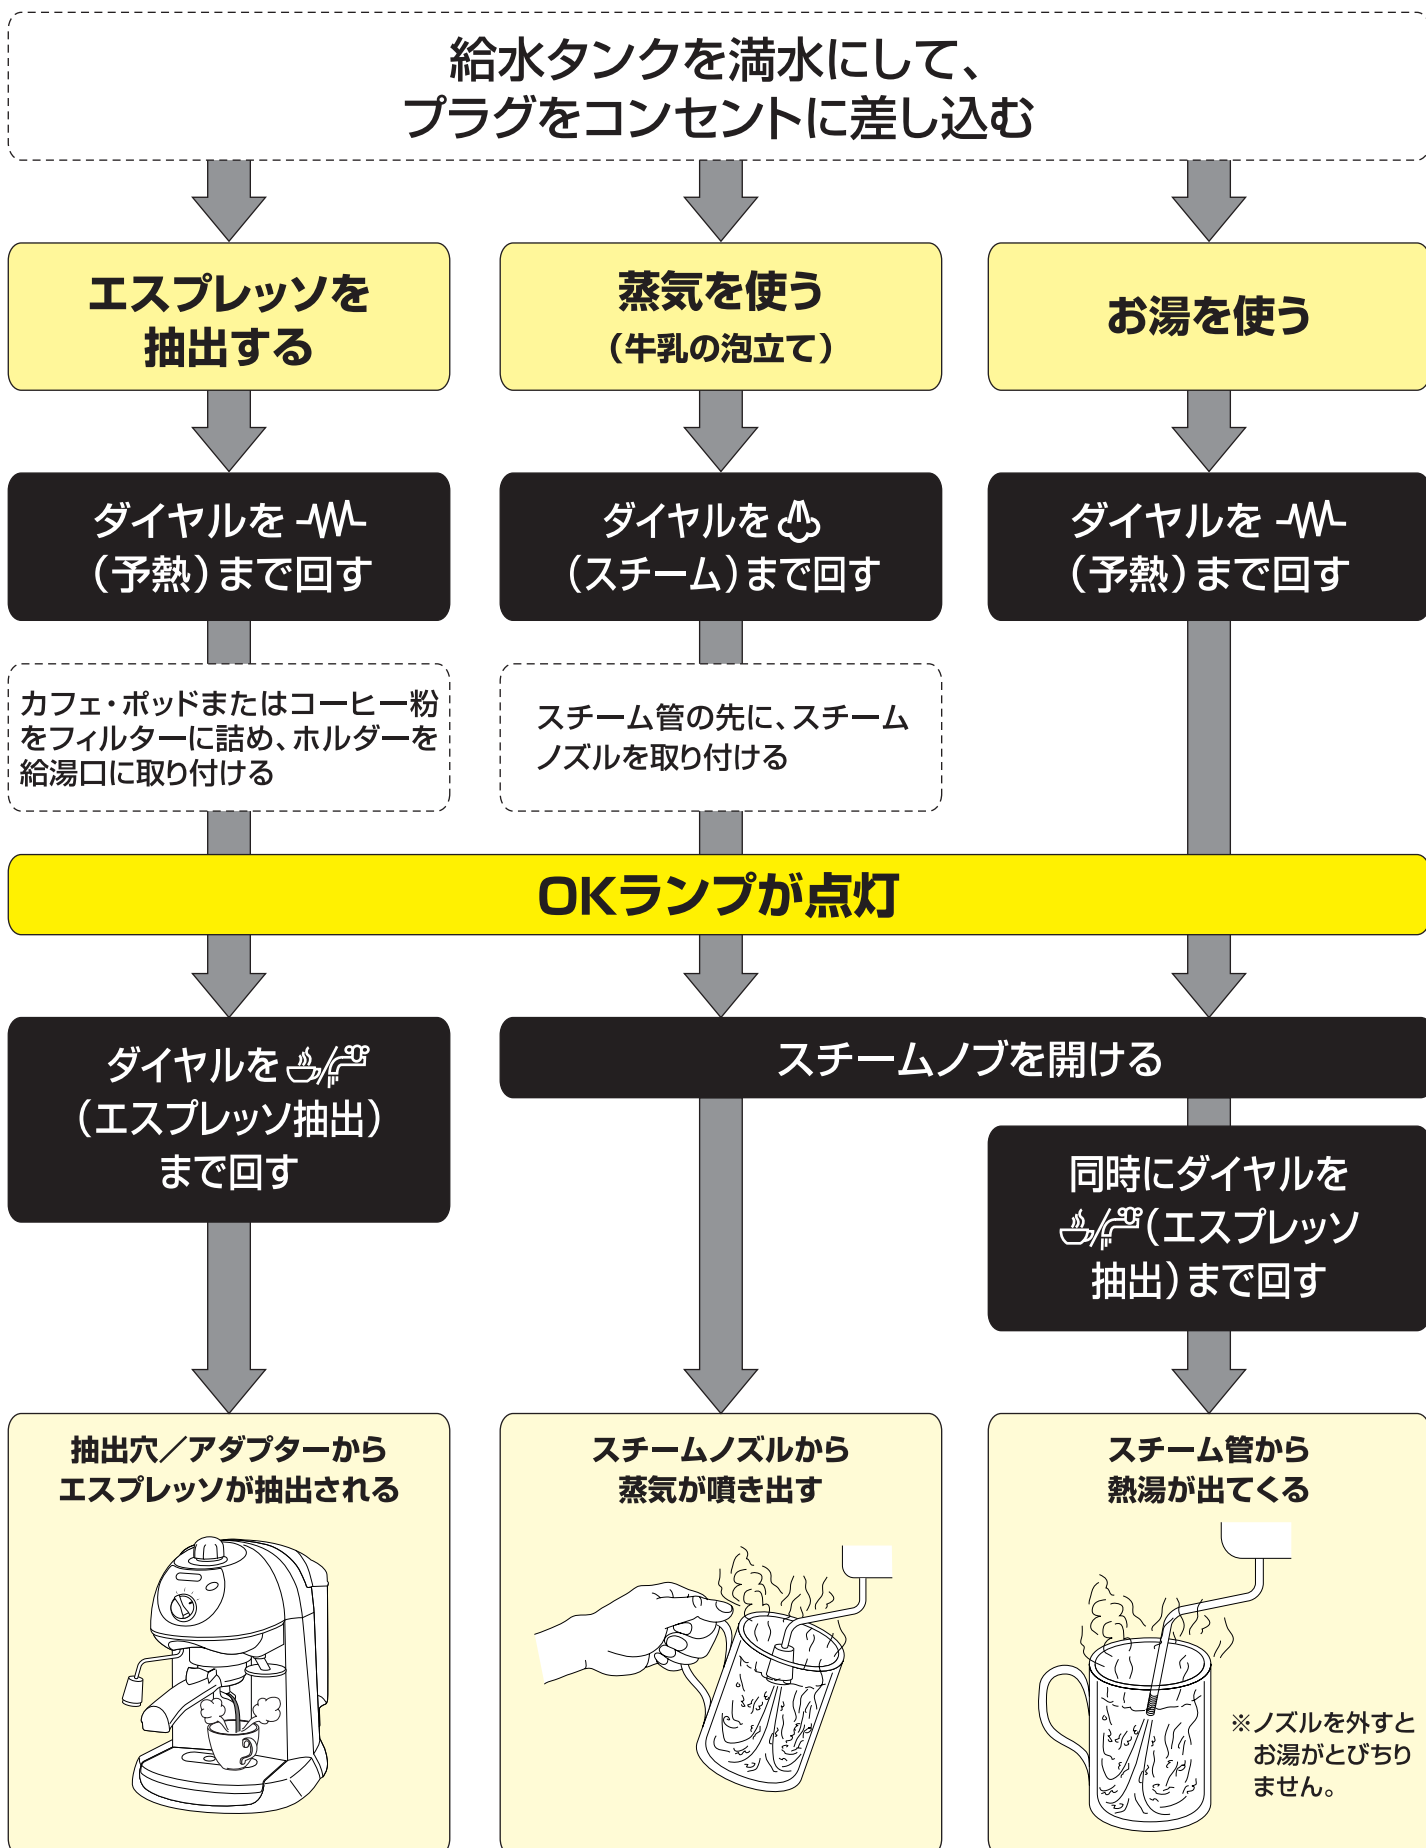 給水タンクを満水にして、
プラグをコンセントに差し込む
エスプレッソを
抽出する
蒸気を使う
（牛乳の泡立て）
お湯を使う
ダイヤルを
（予熱）まで回す
ダイヤルを
（スチーム）まで回す
ダイヤルを
（予熱）まで回す
カフェ・ポッドまたはコーヒー粉
をフィルターに詰め、ホルダーを
給湯口に取り付ける
スチーム管の先に、スチーム
ノズルを取り付ける
OKランプが点灯
ダイヤルを
（エスプレッソ抽出）
まで回す
スチームノブを開ける
同時にダイヤルを
（エスプレッソ
抽出）まで回す
抽出穴／アダプターから
エスプレッソが抽出される
スチームノズルから
蒸気が噴き出す
スチーム管から
熱湯が出てくる
※ノズルを外すと
お湯がとびちり
ません。